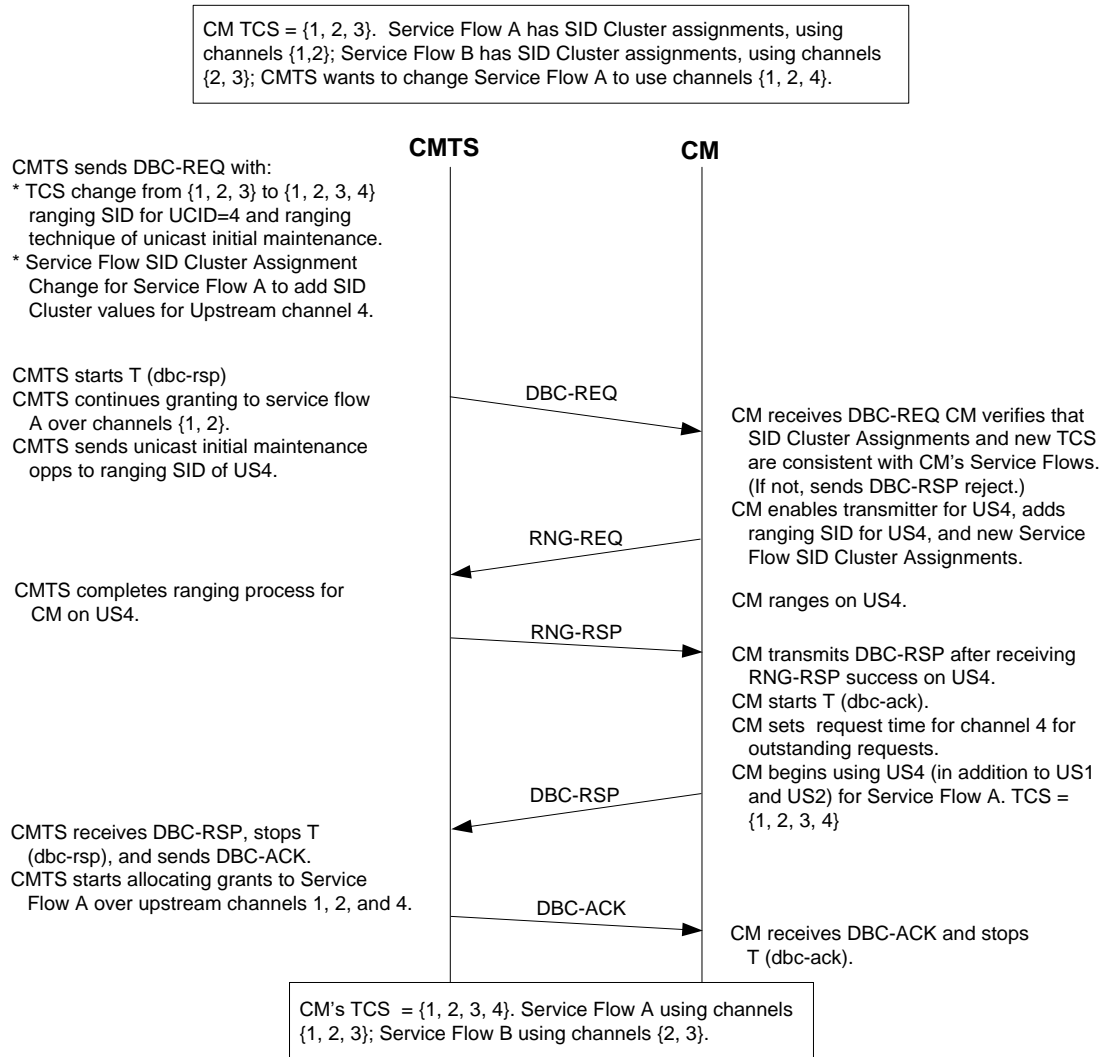 CM TCS = {1, 2, 3}.  Service Flow A has SID Cluster assignments, using
channels {1,2}; Service Flow B has SID Cluster assignments, using channels
{2, 3}; CMTS wants to change Service Flow A to use channels {1, 2, 4}.
CMTS
CM
CMTS sends DBC-REQ with:
* TCS change from {1, 2, 3} to {1, 2, 3, 4}
ranging SID for UCID=4 and ranging
technique of unicast initial maintenance.
* Service Flow SID Cluster Assignment
Change for Service Flow A to add SID
Cluster values for Upstream channel 4.
CMTS starts T (dbc-rsp)
CMTS continues granting to service flow
A over channels {1, 2}.
CMTS sends unicast initial maintenance
opps to ranging SID of US4.
DBC-REQ
CM receives DBC-REQ CM verifies that
SID Cluster Assignments and new TCS
are consistent with CM's Service Flows.
(If not, sends DBC-RSP reject.)
CM enables transmitter for US4, adds
ranging SID for US4, and new Service
Flow SID Cluster Assignments.
RNG-REQ
CMTS completes ranging process for
CM on US4.
CM ranges on US4.
RNG-RSP
CM transmits DBC-RSP after receiving
RNG-RSP success on US4.
CM starts T (dbc-ack).
CM sets  request time for channel 4 for
outstanding requests.
CM begins using US4 (in addition to US1
and US2) for Service Flow A. TCS =
{1, 2, 3, 4}
DBC-RSP
CMTS receives DBC-RSP, stops T
(dbc-rsp), and sends DBC-ACK.
CMTS starts allocating grants to Service
Flow A over upstream channels 1, 2, and 4.
DBC-ACK
CM receives DBC-ACK and stops
T (dbc-ack).
CM's TCS  = {1, 2, 3, 4}. Service Flow A using channels
{1, 2, 3}; Service Flow B using channels {2, 3}.